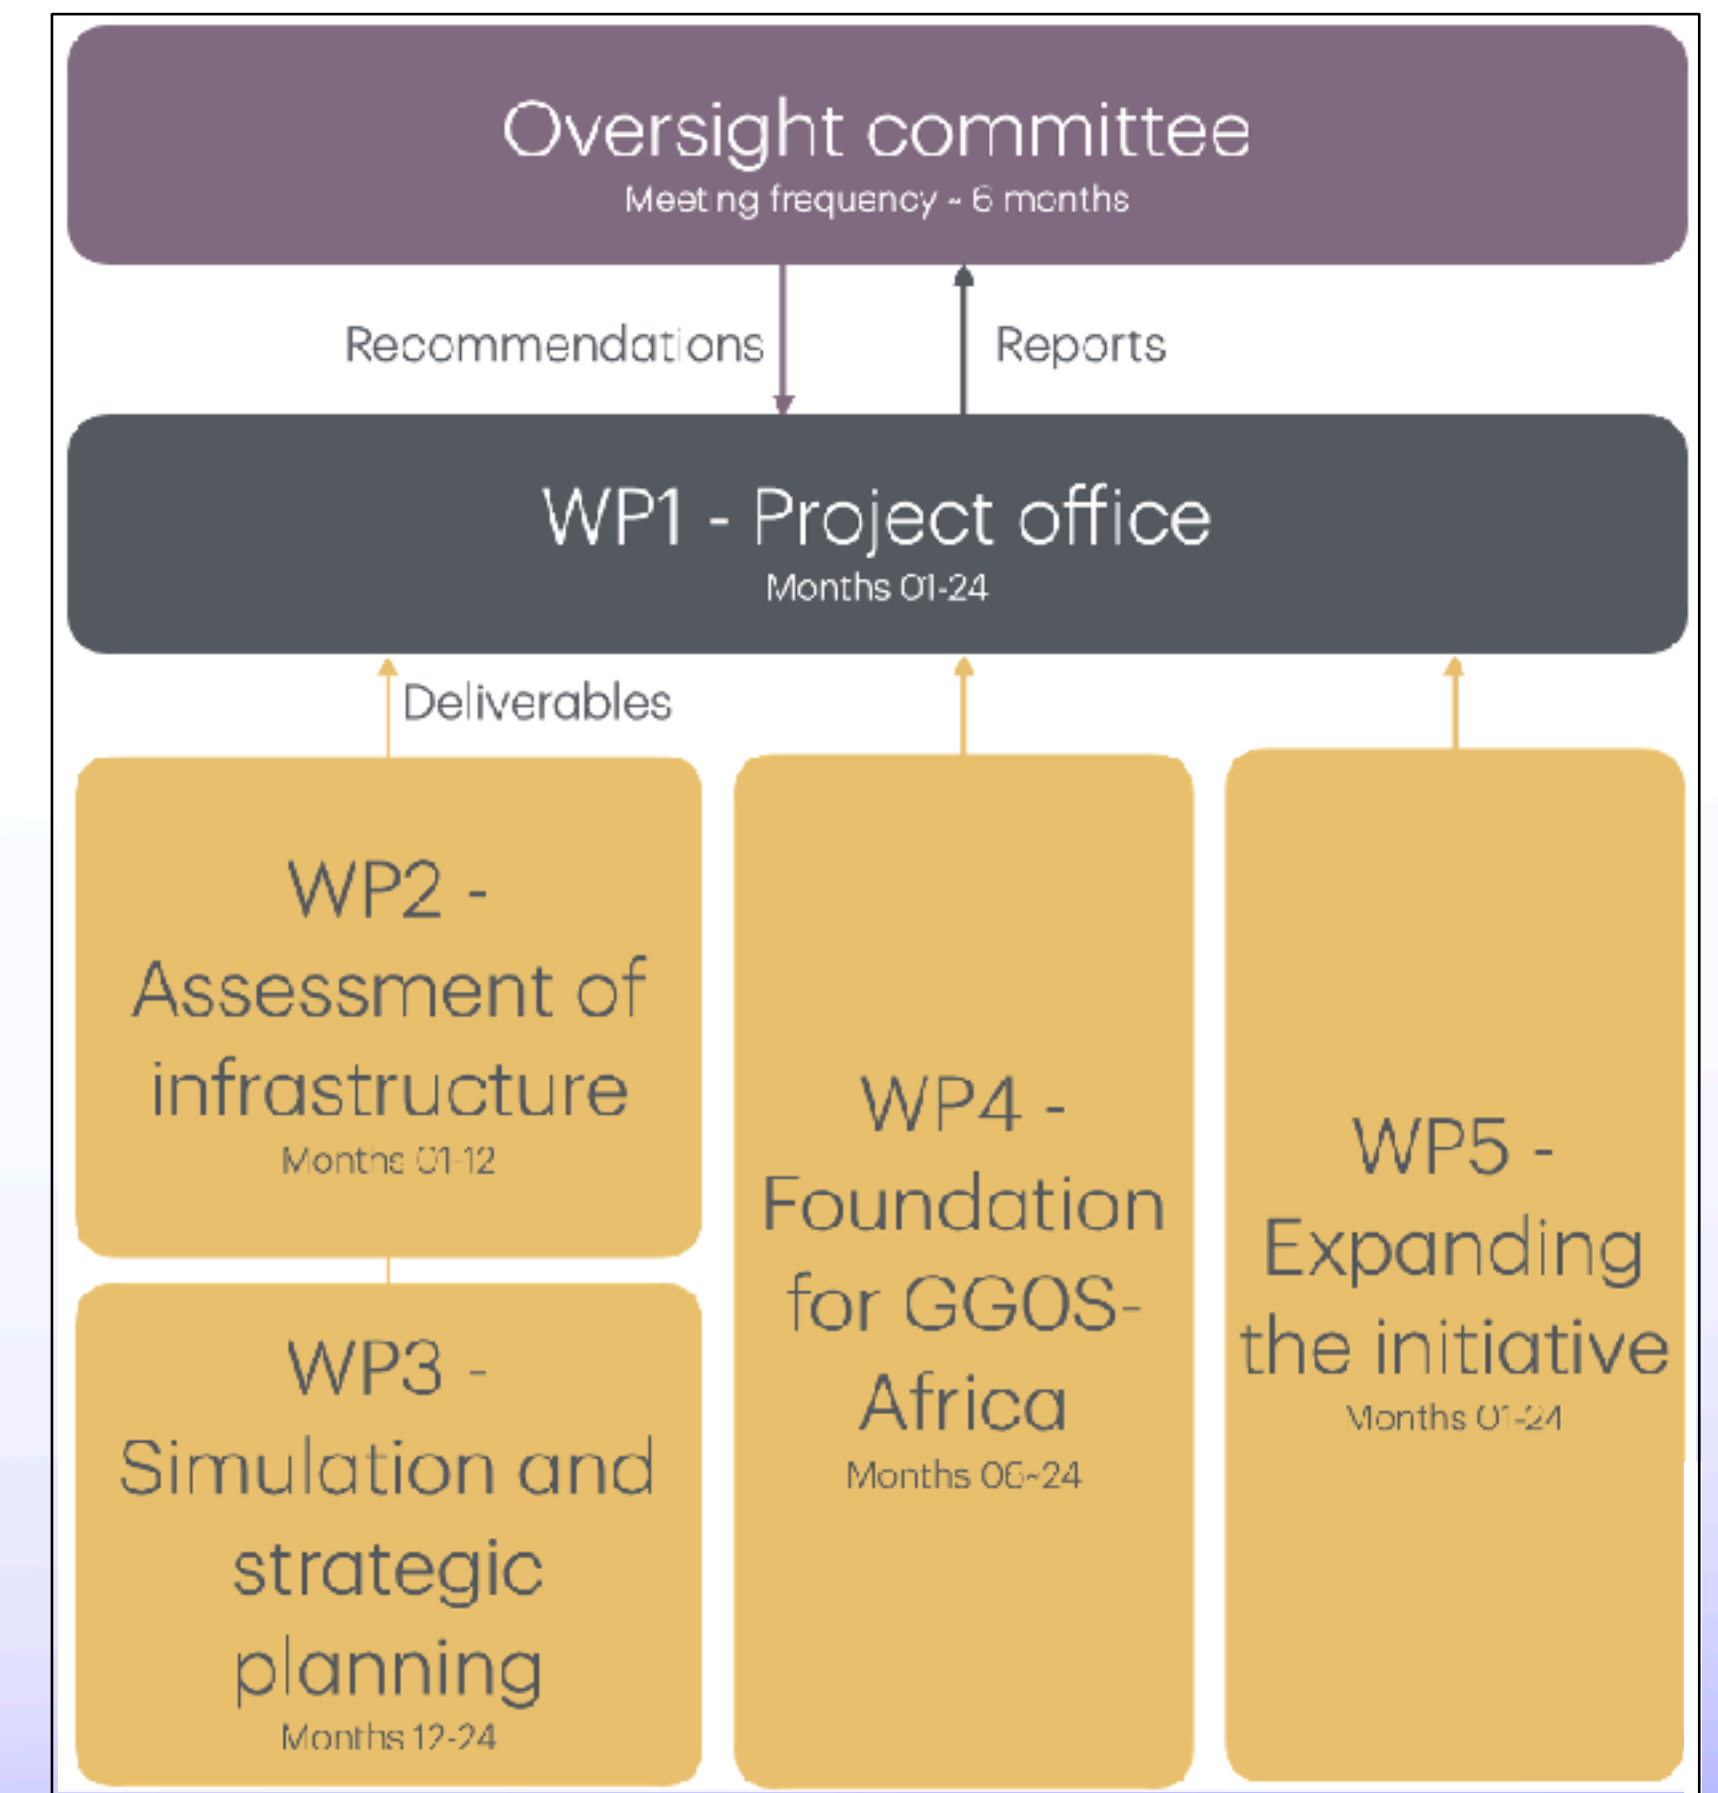 Oversight committee
Meeting frequency ~ 6 months
Recommendations
Reports
WP1 - Project office
Months 01-24
Deliverables
WP2 -
Assessment of
infrastructure
Months 01-12
WP3 -
Simulation and
strategic
planning
Months 12-24
WP4 -
Foundation
for GGOS-
Africa
Months 06~24
WP5 -
Expanding
the initiative
Months 01-24